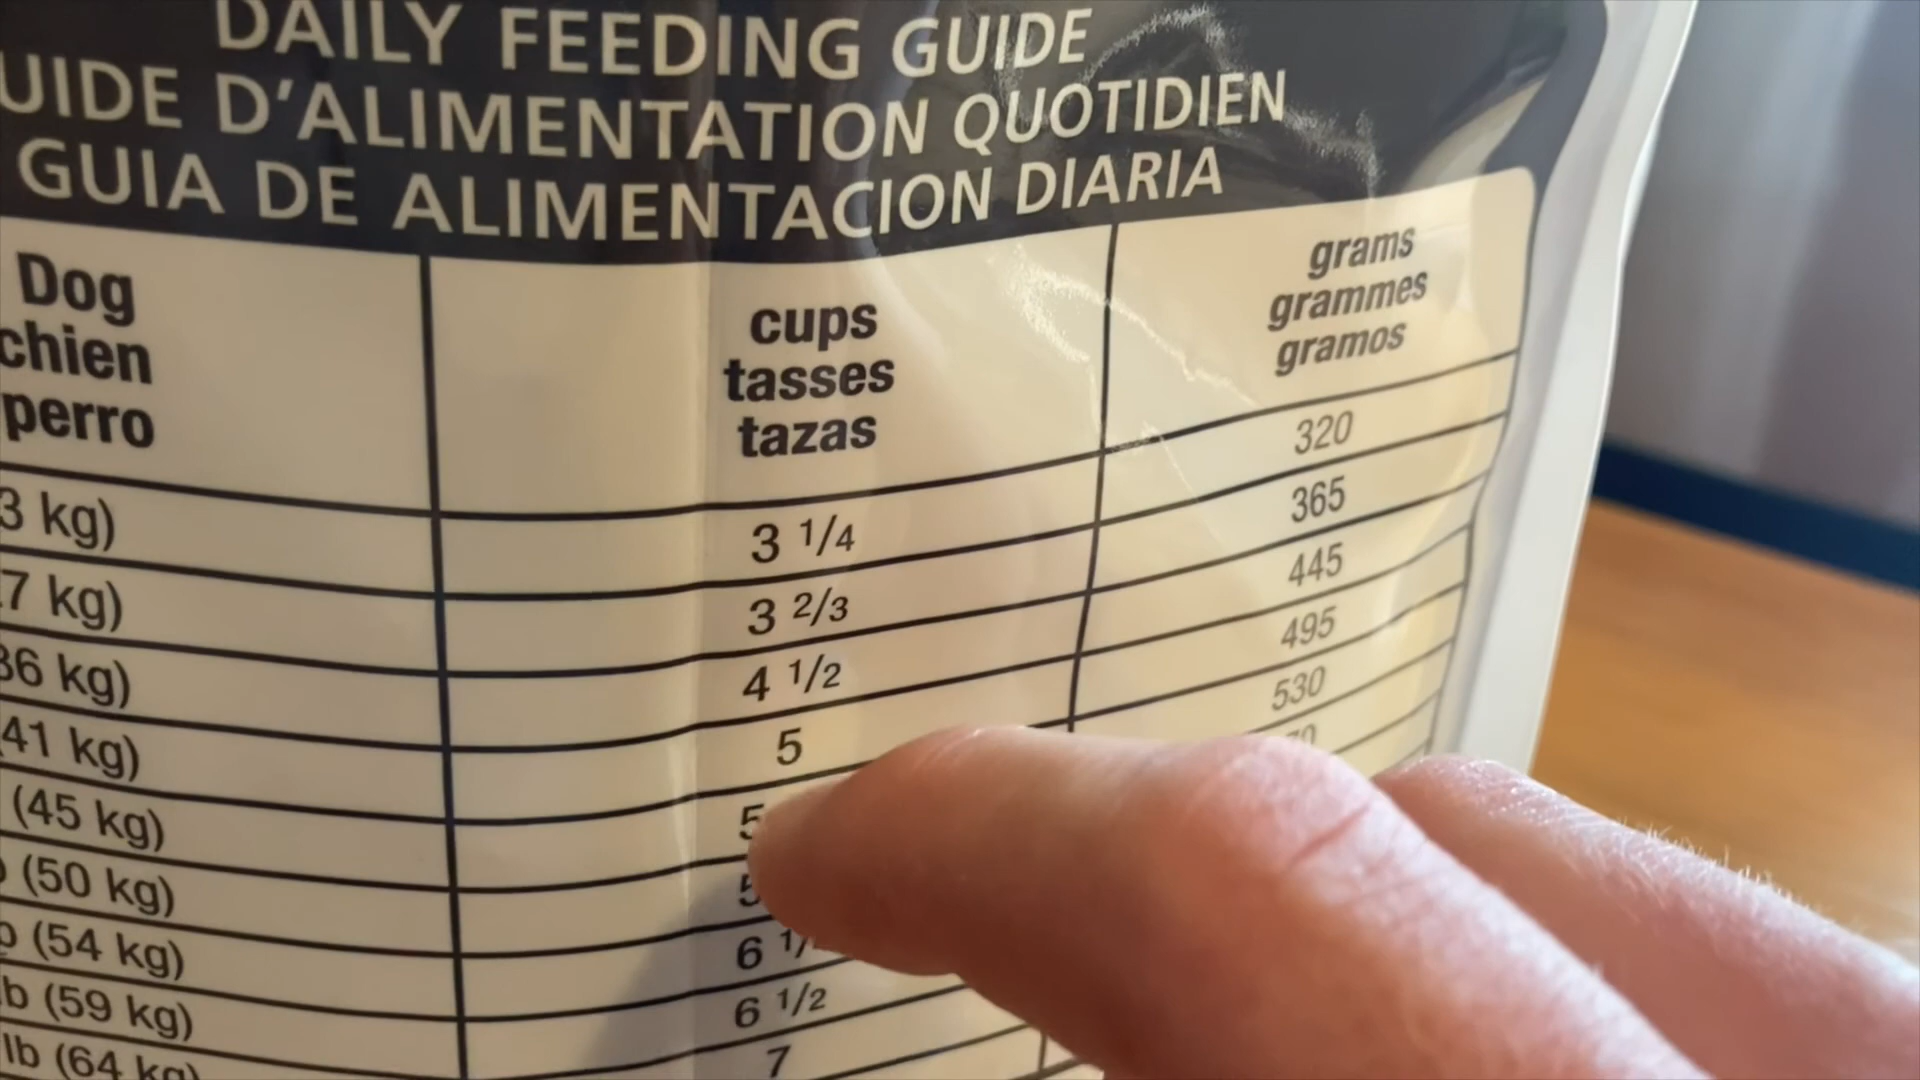 DAILY FEEDING GUIDE
UIDE D'ALIMENTATION QUOTIDIEN
GUIA DE ALIMENTACION DIARIA
Dog
chien
perro
cups
tasses
tazas
grams
grammes
gramos
3 kg) 3 1/4 320
7 kg) 3 2/3 365
36 kg) 4 1/2 445
41 kg) 5 495
(45 kg) 5 530
(50 kg) 5
(54 kg) 6
b (59 kg) 6 1/2
lb (64 kg) 7